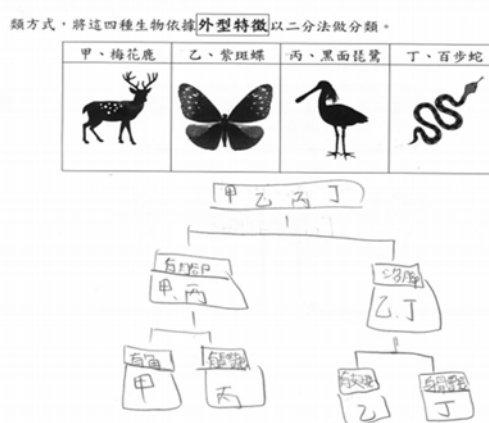 類方式，將這四種生物依據外型特徵以二分法做分類。
甲、梅花鹿 乙、紫斑蝶 丙、黑面琵鷺 丁、百步蛇
甲 乙 丙 丁
有腳
沒腳
甲、丙
乙、丁
有角
甲
丙
乙
丁